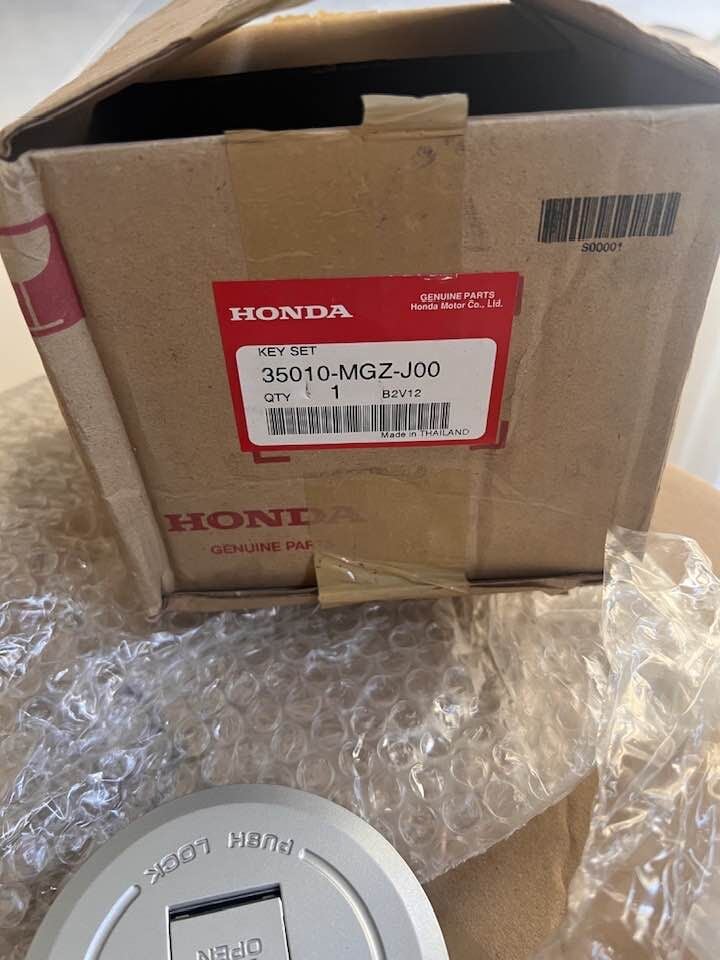 S00001
HONDA
GENUINE PARTS
Honda Motor Co., Ltd.
KEY SET
35010-MGZ-J00
QTY 1 B2V12
Made in THAILAND
HONDA
GENUINE PAR
PUSH LOCK
OPEN